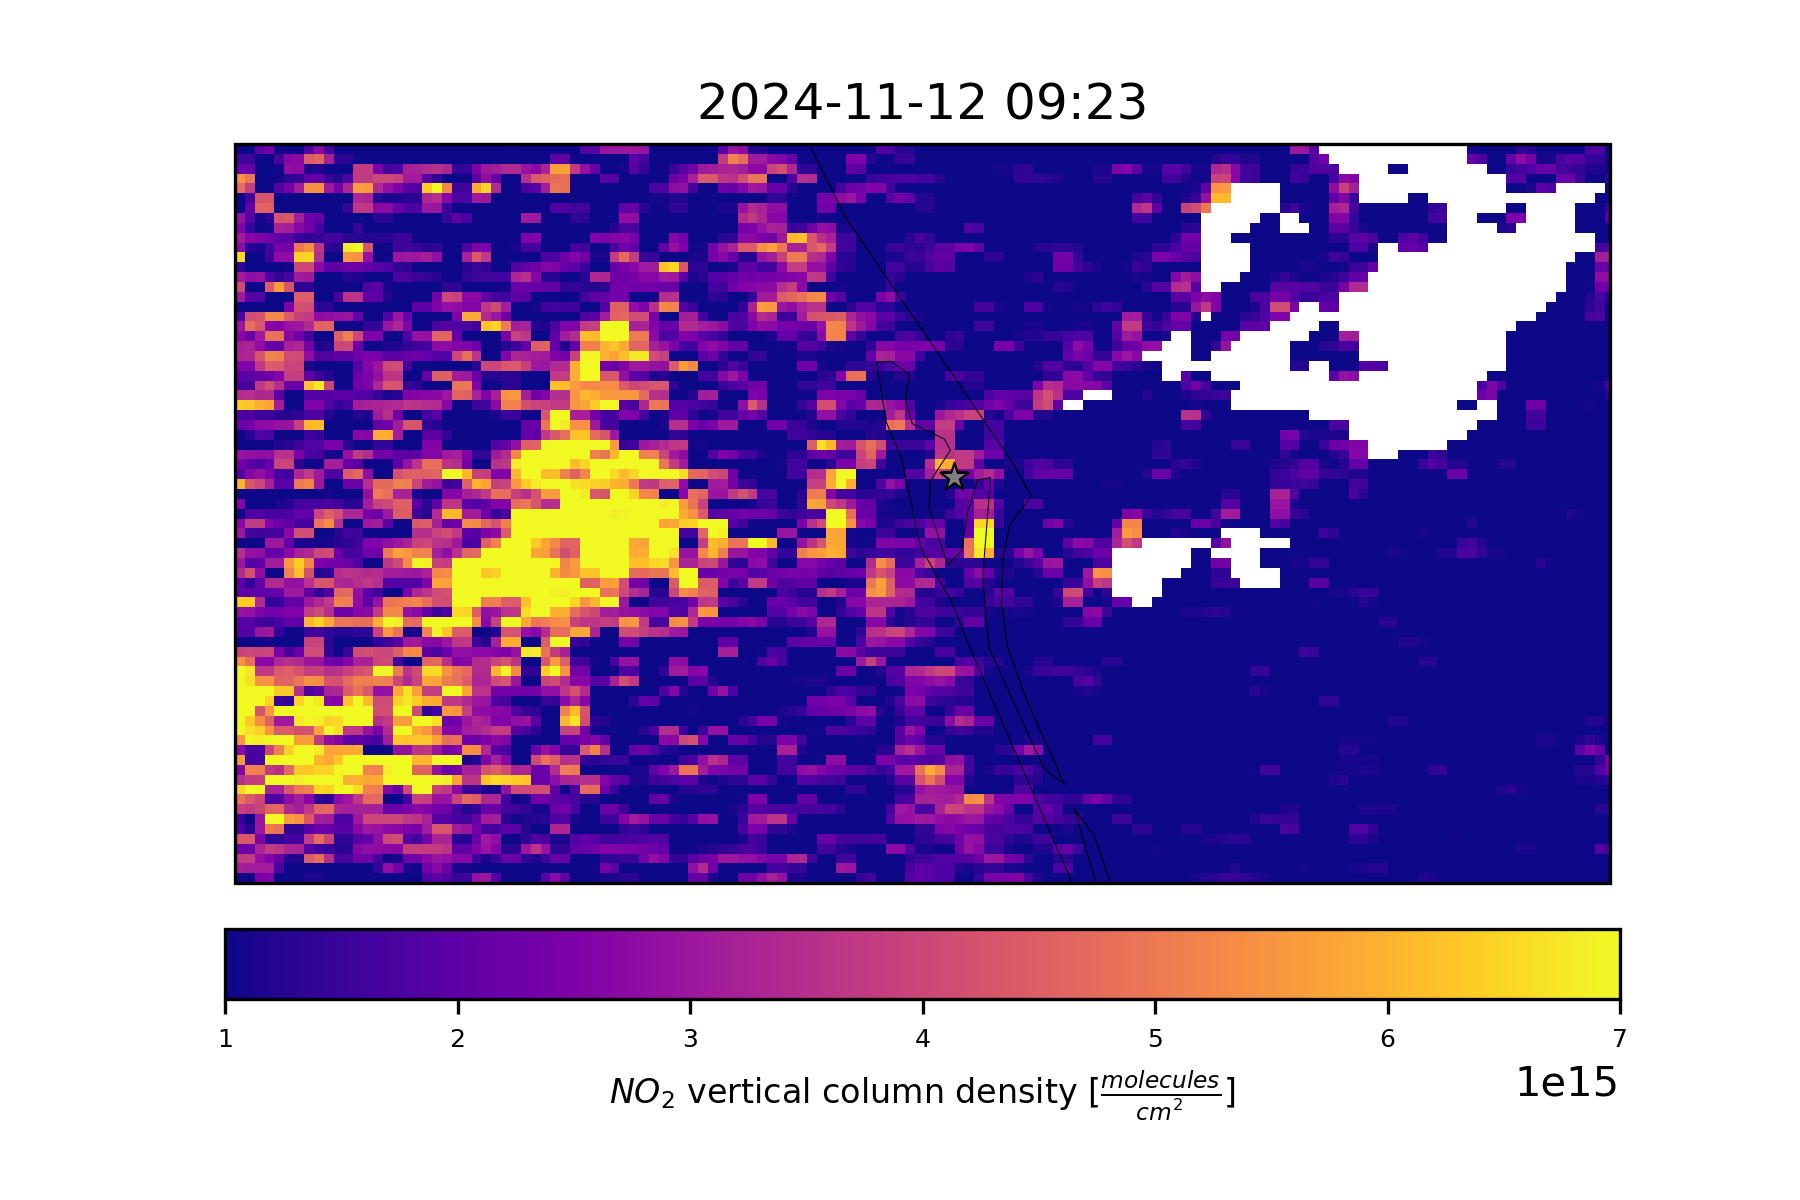 2024-11-12 09:23
1 2 3 4 5 6 7
1e15
NO₂ vertical column density [molecules/cm²]